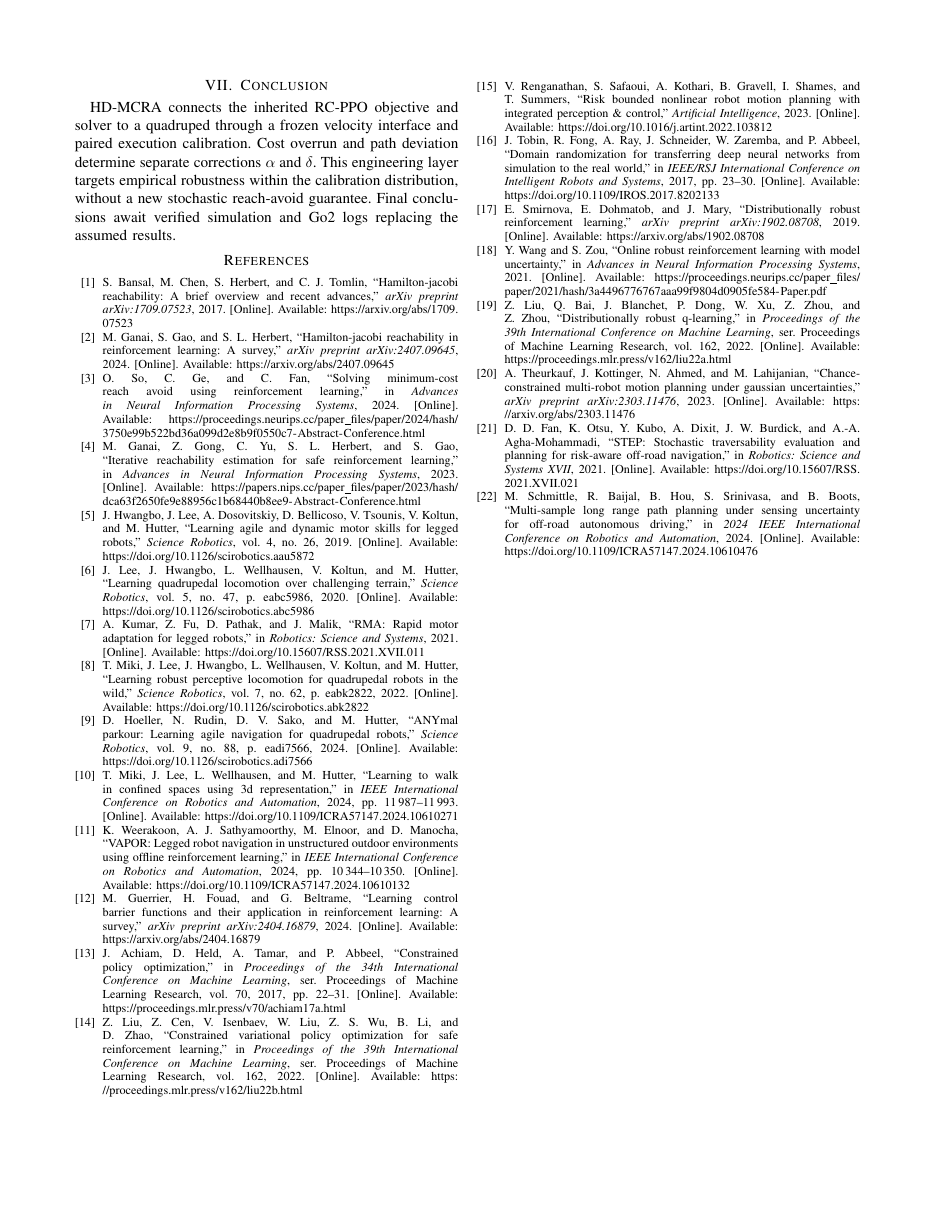 VII. CONCLUSION
HD-MCRA connects the inherited RC-PPO objective and
solver to a quadruped through a frozen velocity interface and
paired execution calibration. Cost overrun and path deviation
determine separate corrections α and δ. This engineering layer
targets empirical robustness within the calibration distribution,
without a new stochastic reach-avoid guarantee. Final conclu-
sions await verified simulation and Go2 logs replacing the
assumed results.
REFERENCES
[1] S. Bansal, M. Chen, S. Herbert, and C. J. Tomlin, “Hamilton-jacobi
reachability: A brief overview and recent advances,” arXiv preprint
arXiv:1709.07523, 2017. [Online]. Available: https://arxiv.org/abs/1709.
07523
[2] M. Ganai, S. Gao, and S. L. Herbert, “Hamilton-jacobi reachability in
reinforcement learning: A survey,” arXiv preprint arXiv:2407.09645,
2024. [Online]. Available: https://arxiv.org/abs/2407.09645
[3] O. So, C. Ge, and C. Fan, “Solving minimum-cost
reach avoid using reinforcement learning,” in Advances
in Neural Information Processing Systems, 2024. [Online].
Available: https://proceedings.neurips.cc/paper_files/paper/2024/hash/
3750e99b522bd36a099d2e8b9f0550c7-Abstract-Conference.html
[4] M. Ganai, Z. Gong, C. Yu, S. L. Herbert, and S. Gao,
“Iterative reachability estimation for safe reinforcement learning,”
in Advances in Neural Information Processing Systems, 2023.
[Online]. Available: https://papers.nips.cc/paper_files/paper/2023/hash/
dca63f2650fe9e88956c1b68440b8ee9-Abstract-Conference.html
[5] J. Hwangbo, J. Lee, A. Dosovitskiy, D. Bellicoso, V. Tsounis, V. Koltun,
and M. Hutter, “Learning agile and dynamic motor skills for legged
robots,” Science Robotics, vol. 4, no. 26, 2019. [Online]. Available:
https://doi.org/10.1126/scirobotics.aau5872
[6] J. Lee, J. Hwangbo, L. Wellhausen, V. Koltun, and M. Hutter,
“Learning quadrupedal locomotion over challenging terrain,” Science
Robotics, vol. 5, no. 47, p. eabc5986, 2020. [Online]. Available:
https://doi.org/10.1126/scirobotics.abc5986
[7] A. Kumar, Z. Fu, D. Pathak, and J. Malik, “RMA: Rapid motor
adaptation for legged robots,” in Robotics: Science and Systems, 2021.
[Online]. Available: https://doi.org/10.15607/RSS.2021.XVII.011
[8] T. Miki, J. Lee, J. Hwangbo, L. Wellhausen, V. Koltun, and M. Hutter,
“Learning robust perceptive locomotion for quadrupedal robots in the
wild,” Science Robotics, vol. 7, no. 62, p. eabk2822, 2022. [Online].
Available: https://doi.org/10.1126/scirobotics.abk2822
[9] D. Hoeller, N. Rudin, D. V. Sako, and M. Hutter, “ANYmal
parkour: Learning agile navigation for quadrupedal robots,” Science
Robotics, vol. 9, no. 88, p. eadi7566, 2024. [Online]. Available:
https://doi.org/10.1126/scirobotics.adi7566
[10] T. Miki, J. Lee, L. Wellhausen, and M. Hutter, “Learning to walk
in confined spaces using 3d representation,” in IEEE International
Conference on Robotics and Automation, 2024, pp. 11 987–11 993.
[Online]. Available: https://doi.org/10.1109/ICRA57147.2024.10610271
[11] K. Weerakoon, A. J. Sathyamoorthy, M. Elnoor, and D. Manocha,
“VAPOR: Legged robot navigation in unstructured outdoor environments
using offline reinforcement learning,” in IEEE International Conference
on Robotics and Automation, 2024, pp. 10 344–10 350. [Online].
Available: https://doi.org/10.1109/ICRA57147.2024.10610132
[12] M. Guerrier, H. Fouad, and G. Beltrame, “Learning control
barrier functions and their application in reinforcement learning: A
survey,” arXiv preprint arXiv:2404.16879, 2024. [Online]. Available:
https://arxiv.org/abs/2404.16879
[13] J. Achiam, D. Held, A. Tamar, and P. Abbeel, “Constrained
policy optimization,” in Proceedings of the 34th International
Conference on Machine Learning, ser. Proceedings of Machine
Learning Research, vol. 70, 2017, pp. 22–31. [Online]. Available:
https://proceedings.mlr.press/v70/achiam17a.html
[14] Z. Liu, Z. Cen, V. Isenbaev, W. Liu, Z. S. Wu, B. Li, and
D. Zhao, “Constrained variational policy optimization for safe
reinforcement learning,” in Proceedings of the 39th International
Conference on Machine Learning, ser. Proceedings of Machine
Learning Research, vol. 162, 2022. [Online]. Available: https:
//proceedings.mlr.press/v162/liu22b.html
[15] V. Renganathan, S. Safaoui, A. Kothari, B. Gravell, I. Shames, and
T. Summers, “Risk bounded nonlinear robot motion planning with
integrated perception & control,” Artificial Intelligence, 2023. [Online].
Available: https://doi.org/10.1016/j.artint.2022.103812
[16] J. Tobin, R. Fong, A. Ray, J. Schneider, W. Zaremba, and P. Abbeel,
“Domain randomization for transferring deep neural networks from
simulation to the real world,” in IEEE/RSJ International Conference on
Intelligent Robots and Systems, 2017, pp. 23–30. [Online]. Available:
https://doi.org/10.1109/IROS.2017.8202133
[17] E. Smirnova, E. Dohmatob, and J. Mary, “Distributionally robust
reinforcement learning,” arXiv preprint arXiv:1902.08708, 2019.
[Online]. Available: https://arxiv.org/abs/1902.08708
[18] Y. Wang and S. Zou, “Online robust reinforcement learning with model
uncertainty,” in Advances in Neural Information Processing Systems,
2021. [Online]. Available: https://proceedings.neurips.cc/paper_files/
paper/2021/hash/3a4496776767aaa99f9804d0905fe584-Paper.pdf
[19] Z. Liu, Q. Bai, J. Blanchet, P. Dong, W. Xu, Z. Zhou, and
Z. Zhou, “Distributionally robust q-learning,” in Proceedings of the
39th International Conference on Machine Learning, ser. Proceedings
of Machine Learning Research, vol. 162, 2022. [Online]. Available:
https://proceedings.mlr.press/v162/liu22a.html
[20] A. Theurkauf, J. Kottinger, N. Ahmed, and M. Lahijanian, “Chance-
constrained multi-robot motion planning under gaussian uncertainties,”
arXiv preprint arXiv:2303.11476, 2023. [Online]. Available: https:
//arxiv.org/abs/2303.11476
[21] D. D. Fan, K. Otsu, Y. Kubo, A. Dixit, J. W. Burdick, and A.-A.
Agha-Mohammadi, “STEP: Stochastic traversability evaluation and
planning for risk-aware off-road navigation,” in Robotics: Science and
Systems XVII, 2021. [Online]. Available: https://doi.org/10.15607/RSS.
2021.XVII.021
[22] M. Schmittle, R. Baijal, B. Hou, S. Srinivasa, and B. Boots,
“Multi-sample long range path planning under sensing uncertainty
for off-road autonomous driving,” in 2024 IEEE International
Conference on Robotics and Automation, 2024. [Online]. Available:
https://doi.org/10.1109/ICRA57147.2024.10610476